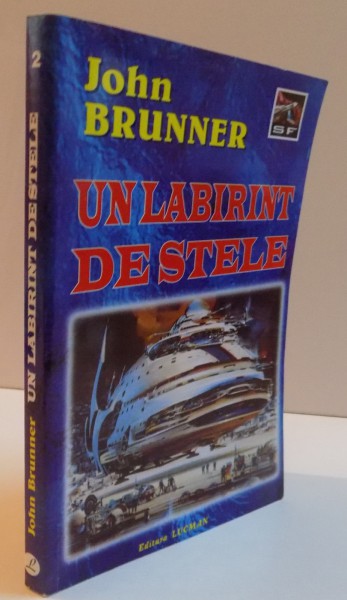 John
BRUNNER
SF
UN LABIRINT
DE STELE
Editura LUCMAN
2
John Brunner UN LABIRINT DE STELE